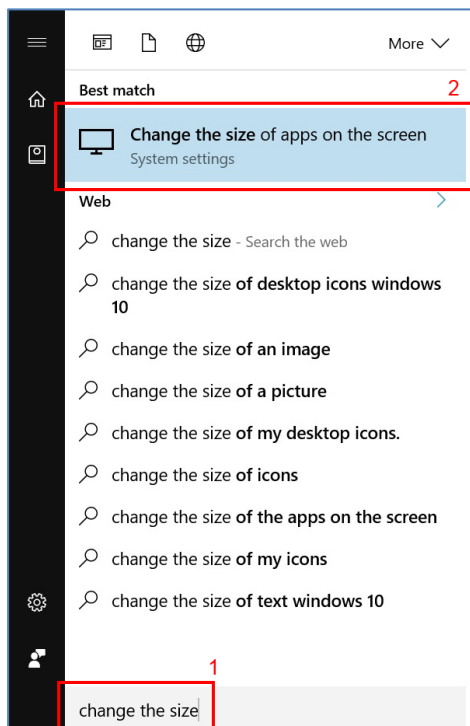 More
Best match
2
Change the size of apps on the screen
System settings
Web
change the size - Search the web
change the size of desktop icons windows
10
change the size of an image
change the size of a picture
change the size of my desktop icons.
change the size of icons
change the size of the apps on the screen
change the size of my icons
change the size of text windows 10
1
change the size